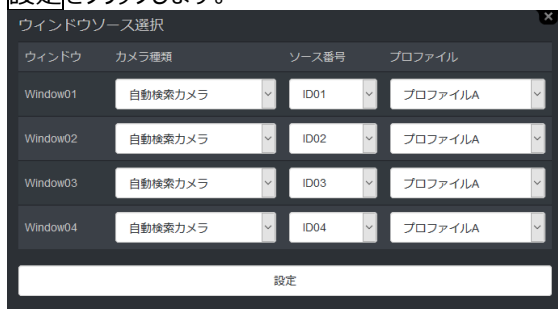 設定をクリックします。
ウィンドウソース選択
ウィンドウ カメラ種類 ソース番号 プロファイル
Window01 自動検索カメラ ID01 プロファイルA
Window02 自動検索カメラ ID02 プロファイルA
Window03 自動検索カメラ ID03 プロファイルA
Window04 自動検索カメラ ID04 プロファイルA
設定